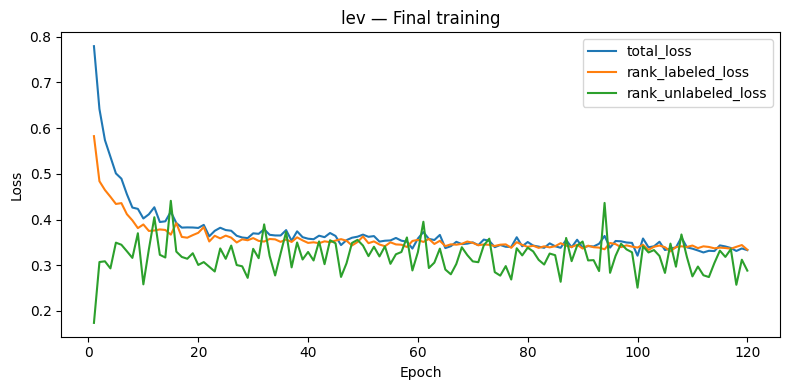 lev — Final training
0.8
0.7
0.6
0.5
0.4
0.3
0.2
Loss
total_loss
rank_labeled_loss
rank_unlabeled_loss
0 20 40 60 80 100 120
Epoch